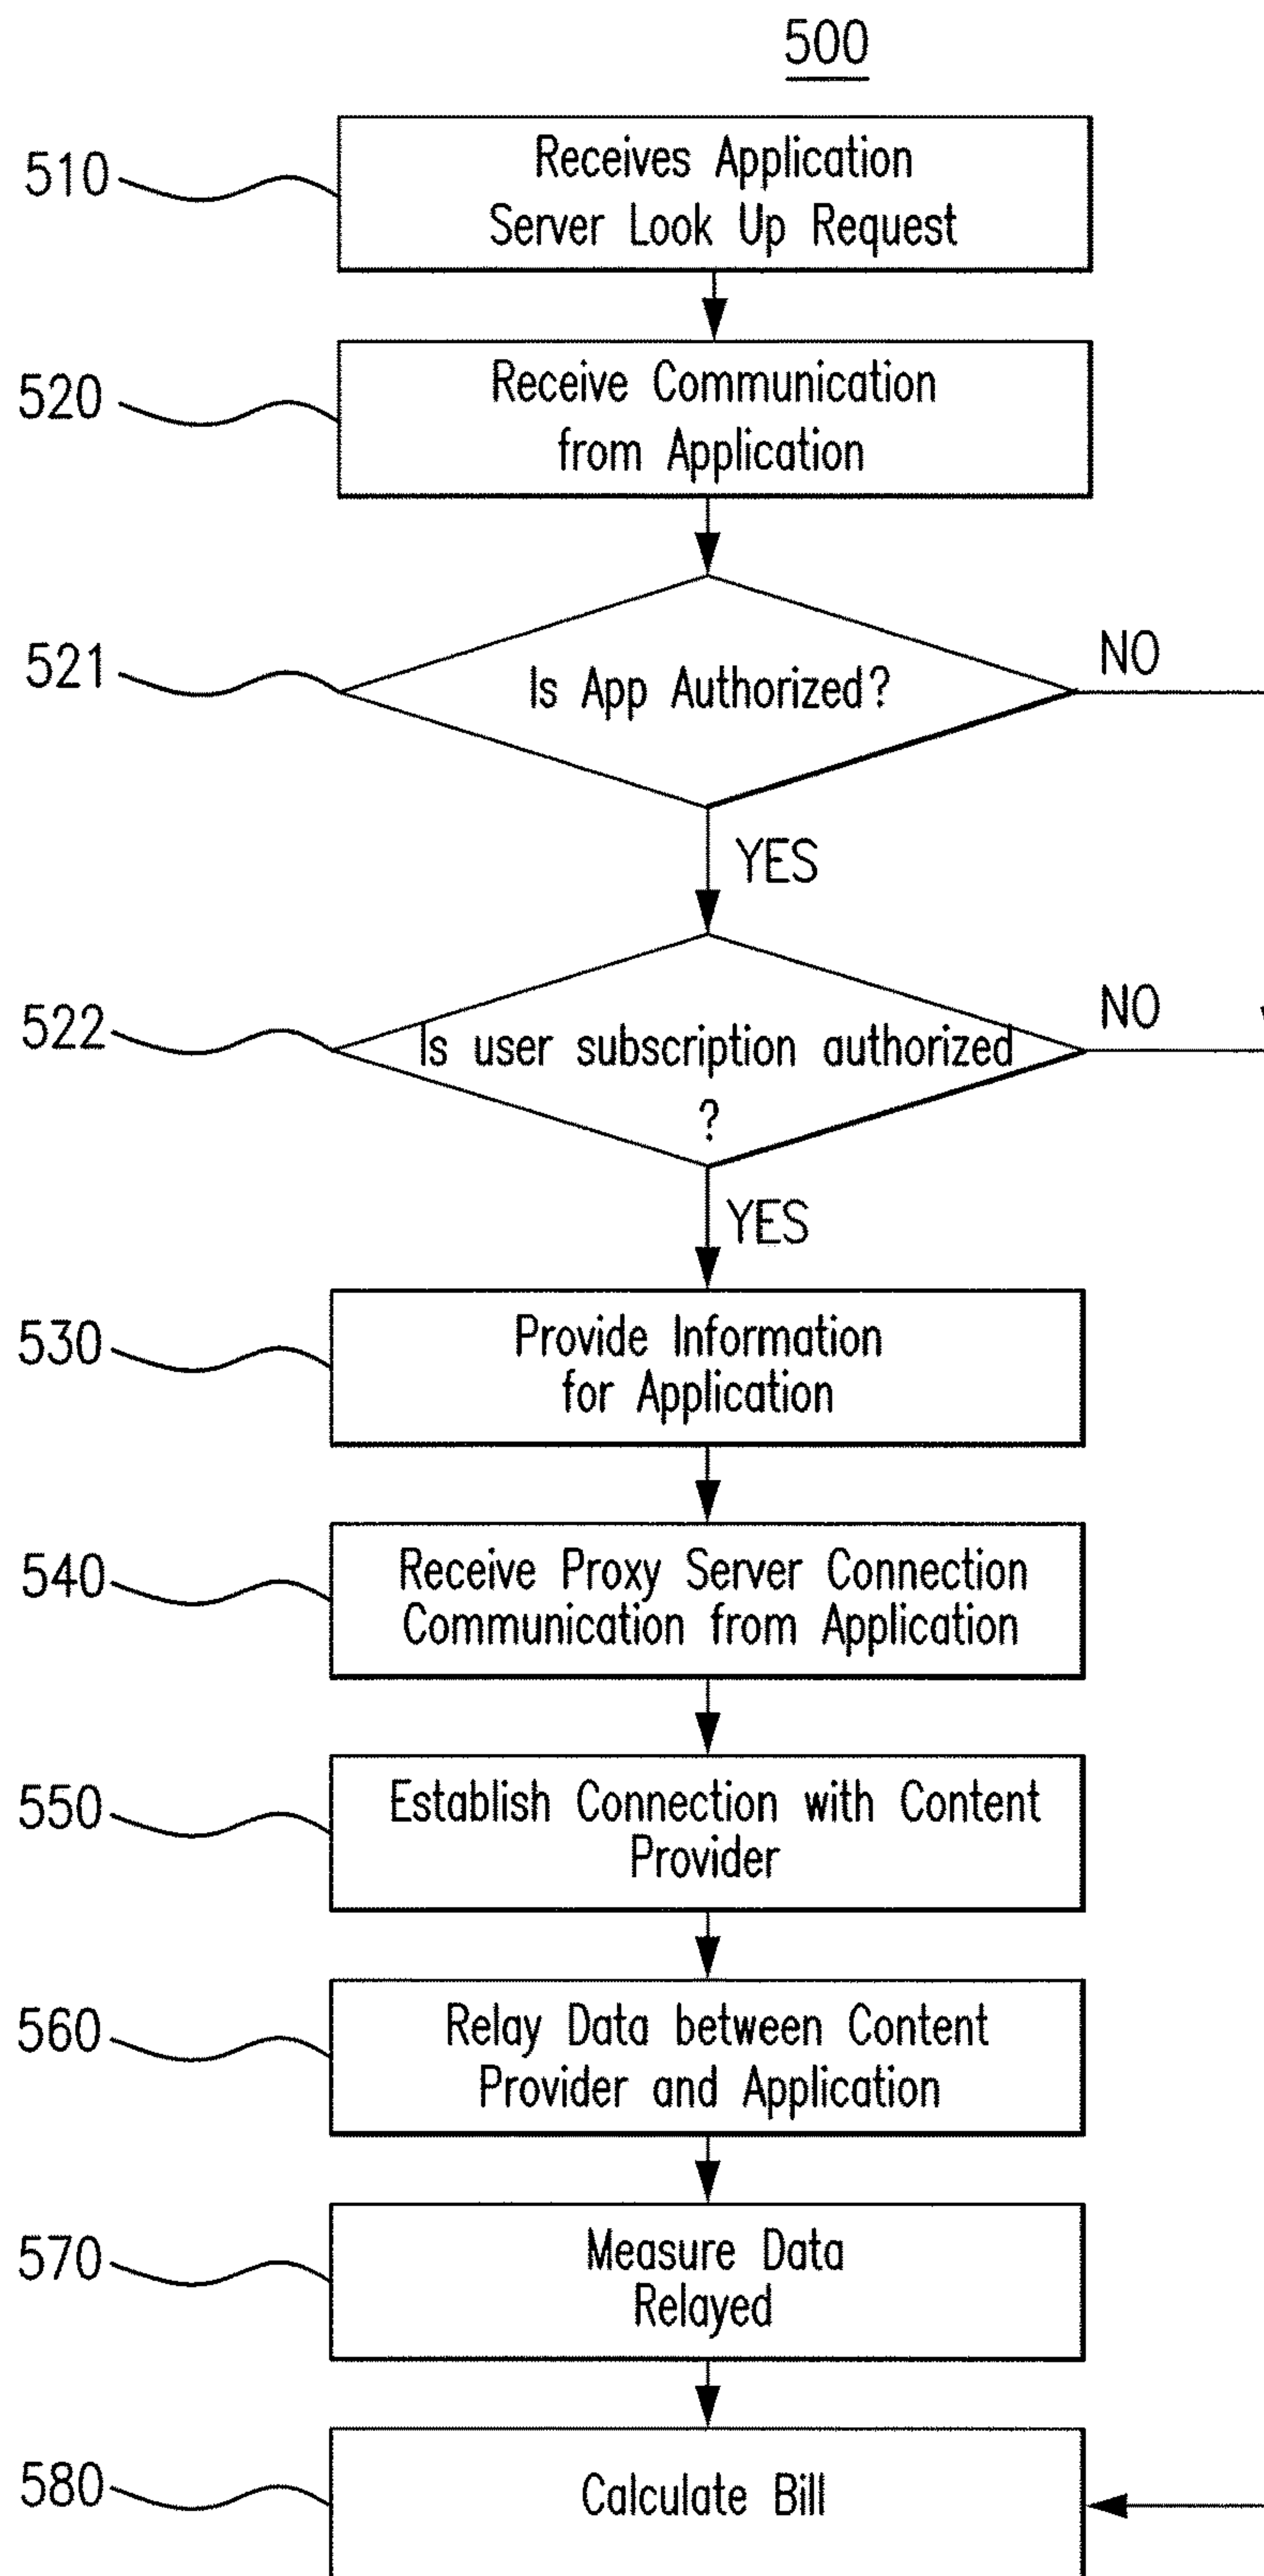 500
510
Receives Application
Server Look Up Request
520
Receive Communication
from Application
521
Is App Authorized?
NO
YES
522
Is user subscription authorized
?
NO
YES
530
Provide Information
for Application
540
Receive Proxy Server Connection
Communication from Application
550
Establish Connection with Content
Provider
560
Relay Data between Content
Provider and Application
570
Measure Data
Relayed
580
Calculate Bill